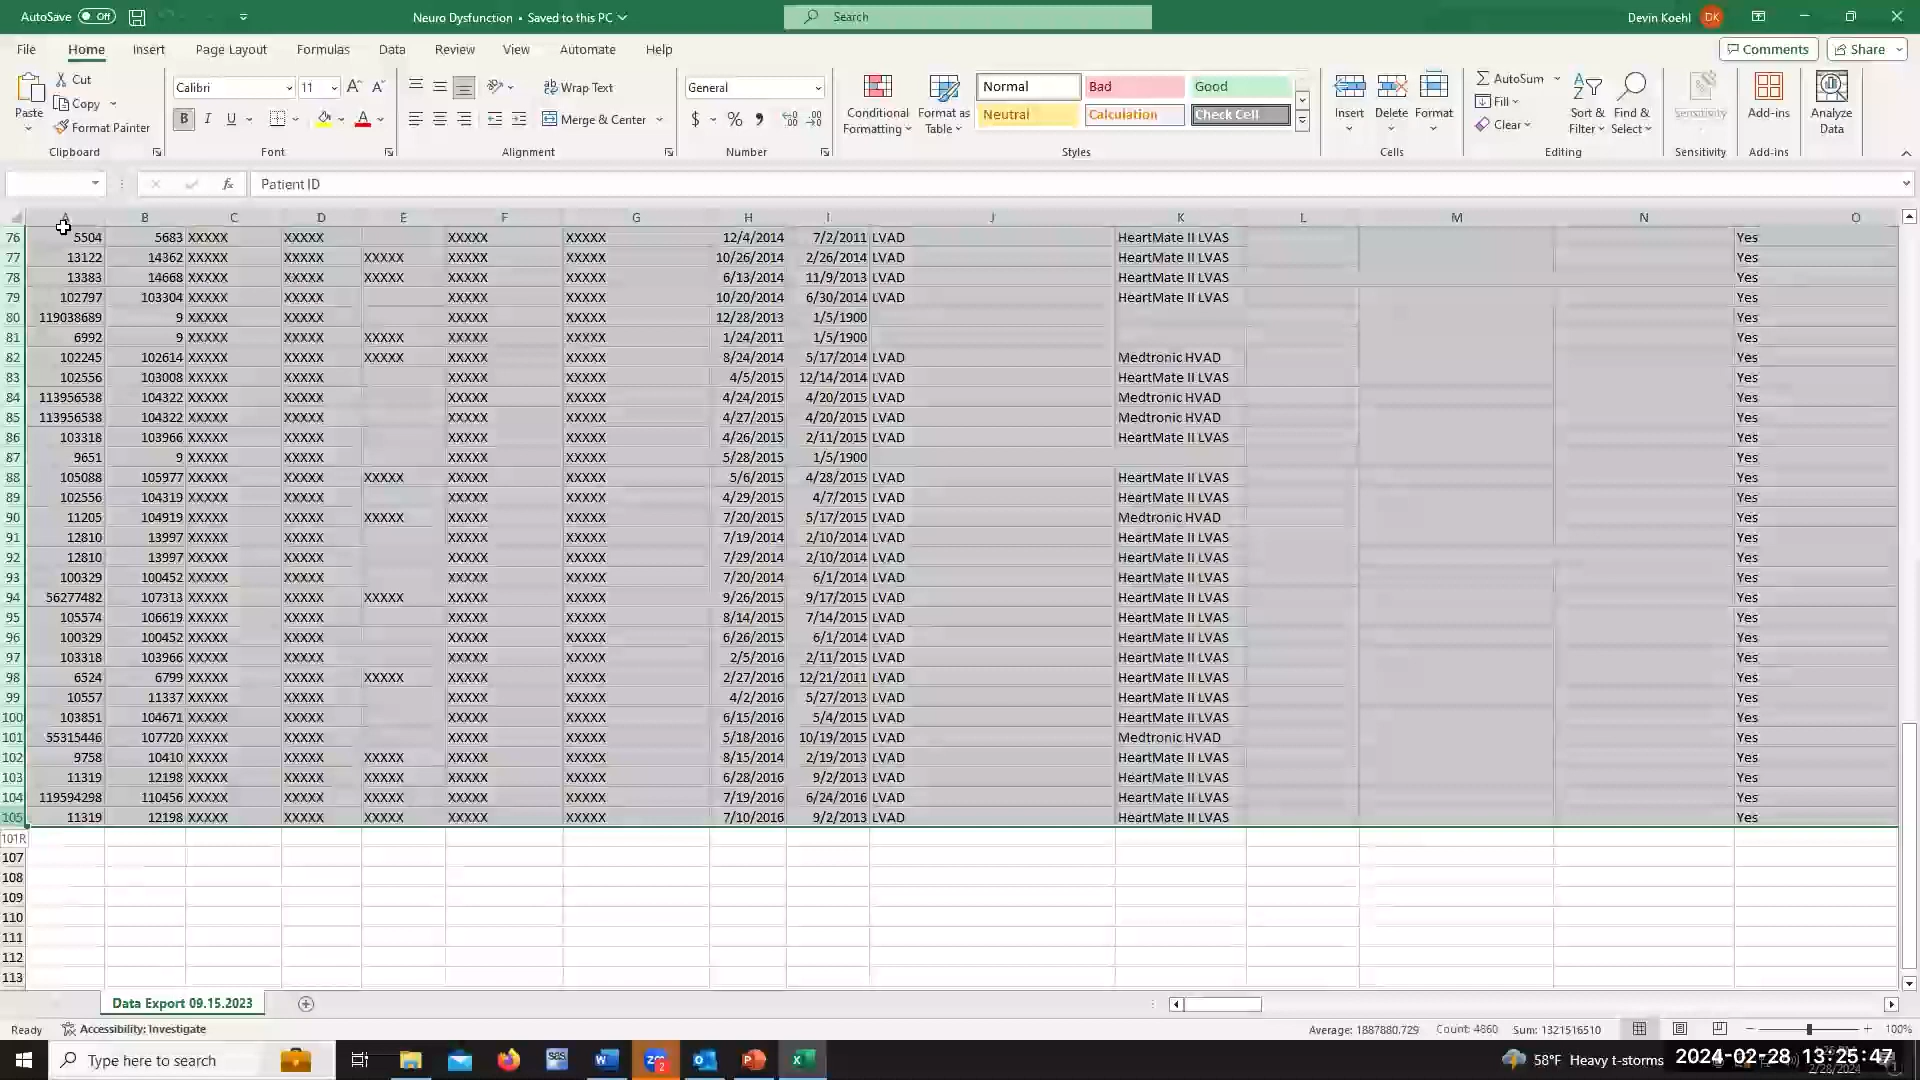 AutoSave Off Neuro Dysfunction • Saved to this PC Search Devin Koehl DK
File Home Insert Page Layout Formulas Data Review View Automate Help Comments Share
Paste Cut Copy Format Painter Clipboard
Calibri 11 A A B I U A Font
Wrap Text Merge & Center Alignment
General $ % Number
Conditional Formatting Format as Table Normal Bad Good Neutral Calculation Check Cell Styles
Insert Delete Format Cells
AutoSum Fill Clear Sort & Filter Find & Select Editing
Sensitivity Sensitivity Add-ins Add-ins Analyze Data
fx Patient ID
A B C D E F G H I J K L M N O
76 5504 5683 XXXXX XXXXX XXXXX XXXXX 12/4/2014 7/2/2011 LVAD HeartMate II LVAS Yes
77 13122 14362 XXXXX XXXXX XXXXX XXXXX XXXXX 10/26/2014 2/26/2014 LVAD HeartMate II LVAS Yes
78 13383 14668 XXXXX XXXXX XXXXX XXXXX XXXXX 6/13/2014 11/9/2013 LVAD HeartMate II LVAS Yes
79 102797 103304 XXXXX XXXXX XXXXX XXXXX 10/20/2014 6/30/2014 LVAD HeartMate II LVAS Yes
80 119038689 9 XXXXX XXXXX XXXXX XXXXX 12/28/2013 1/5/1900 Yes
81 6992 9 XXXXX XXXXX XXXXX XXXXX XXXXX 1/24/2011 1/5/1900 Yes
82 102245 102614 XXXXX XXXXX XXXXX XXXXX XXXXX 8/24/2014 5/17/2014 LVAD Medtronic HVAD Yes
83 102556 103008 XXXXX XXXXX XXXXX XXXXX 4/5/2015 12/14/2014 LVAD HeartMate II LVAS Yes
84 113956538 104322 XXXXX XXXXX XXXXX XXXXX 4/24/2015 4/20/2015 LVAD Medtronic HVAD Yes
85 113956538 104322 XXXXX XXXXX XXXXX XXXXX 4/27/2015 4/20/2015 LVAD Medtronic HVAD Yes
86 103318 103966 XXXXX XXXXX XXXXX XXXXX 4/26/2015 2/11/2015 LVAD HeartMate II LVAS Yes
87 9651 9 XXXXX XXXXX XXXXX XXXXX 5/28/2015 1/5/1900 Yes
88 105088 105977 XXXXX XXXXX XXXXX XXXXX XXXXX 5/6/2015 4/28/2015 LVAD HeartMate II LVAS Yes
89 102556 104319 XXXXX XXXXX XXXXX XXXXX 4/29/2015 4/7/2015 LVAD HeartMate II LVAS Yes
90 11205 104919 XXXXX XXXXX XXXXX XXXXX XXXXX 7/20/2015 5/17/2015 LVAD Medtronic HVAD Yes
91 12810 13997 XXXXX XXXXX XXXXX XXXXX 7/19/2014 2/10/2014 LVAD HeartMate II LVAS Yes
92 12810 13997 XXXXX XXXXX XXXXX XXXXX 7/29/2014 2/10/2014 LVAD HeartMate II LVAS Yes
93 100329 100452 XXXXX XXXXX XXXXX XXXXX 7/20/2014 6/1/2014 LVAD HeartMate II LVAS Yes
94 56277482 107313 XXXXX XXXXX XXXXX XXXXX XXXXX 9/26/2015 9/17/2015 LVAD HeartMate II LVAS Yes
95 105574 106619 XXXXX XXXXX XXXXX XXXXX 8/14/2015 7/14/2015 LVAD HeartMate II LVAS Yes
96 100329 100452 XXXXX XXXXX XXXXX XXXXX 6/26/2015 6/1/2014 LVAD HeartMate II LVAS Yes
97 103318 103966 XXXXX XXXXX XXXXX XXXXX 2/5/2016 2/11/2015 LVAD HeartMate II LVAS Yes
98 6524 6799 XXXXX XXXXX XXXXX XXXXX XXXXX 2/27/2016 12/21/2011 LVAD HeartMate II LVAS Yes
99 10557 11337 XXXXX XXXXX XXXXX XXXXX 4/2/2016 5/27/2013 LVAD HeartMate II LVAS Yes
100 103851 104671 XXXXX XXXXX XXXXX XXXXX 6/15/2016 5/4/2015 LVAD HeartMate II LVAS Yes
101 55315446 107720 XXXXX XXXXX XXXXX XXXXX 5/18/2016 10/19/2015 LVAD Medtronic HVAD Yes
102 9758 10410 XXXXX XXXXX XXXXX XXXXX XXXXX 8/15/2014 2/19/2013 LVAD HeartMate II LVAS Yes
103 11319 12198 XXXXX XXXXX XXXXX XXXXX XXXXX 6/28/2016 9/2/2013 LVAD HeartMate II LVAS Yes
104 119594298 110456 XXXXX XXXXX XXXXX XXXXX XXXXX 7/19/2016 6/24/2016 LVAD HeartMate II LVAS Yes
105 11319 12198 XXXXX XXXXX XXXXX XXXXX XXXXX 7/10/2016 9/2/2013 LVAD HeartMate II LVAS Yes
101R
107
108
109
110
111
112
113
Data Export 09.15.2023
Ready Accessibility: Investigate Average: 1887880.729 Count: 4860 Sum: 1321516510 100%
Type here to search 58°F Heavy t-storms 2024-02-28 13:25:47
2/28/2024